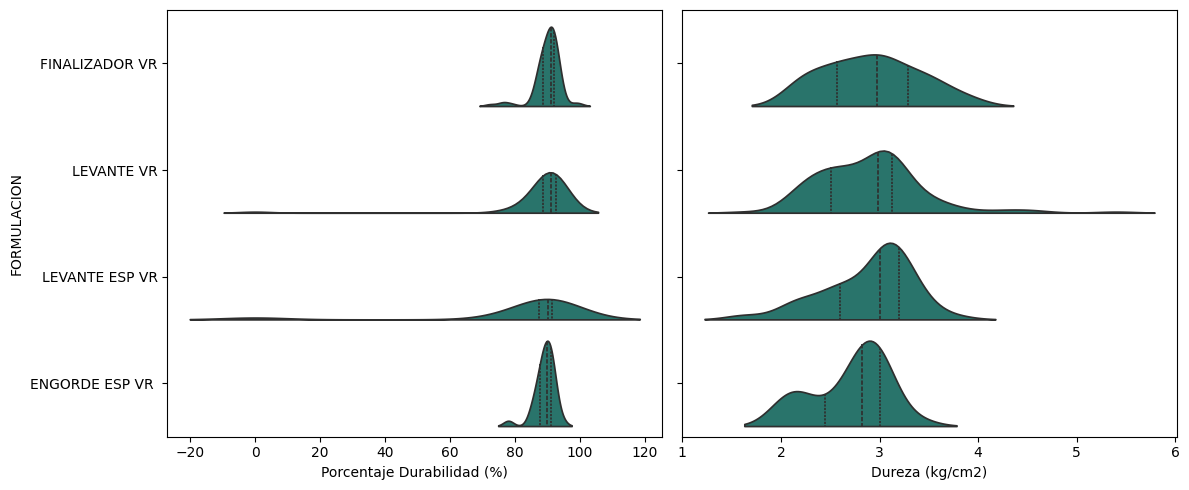 FORMULACION
FINALIZADOR VR
LEVANTE VR
LEVANTE ESP VR
ENGORDE ESP VR
−20 0 20 40 60 80 100 120
Porcentaje Durabilidad (%)
1 2 3 4 5 6
Dureza (kg/cm2)